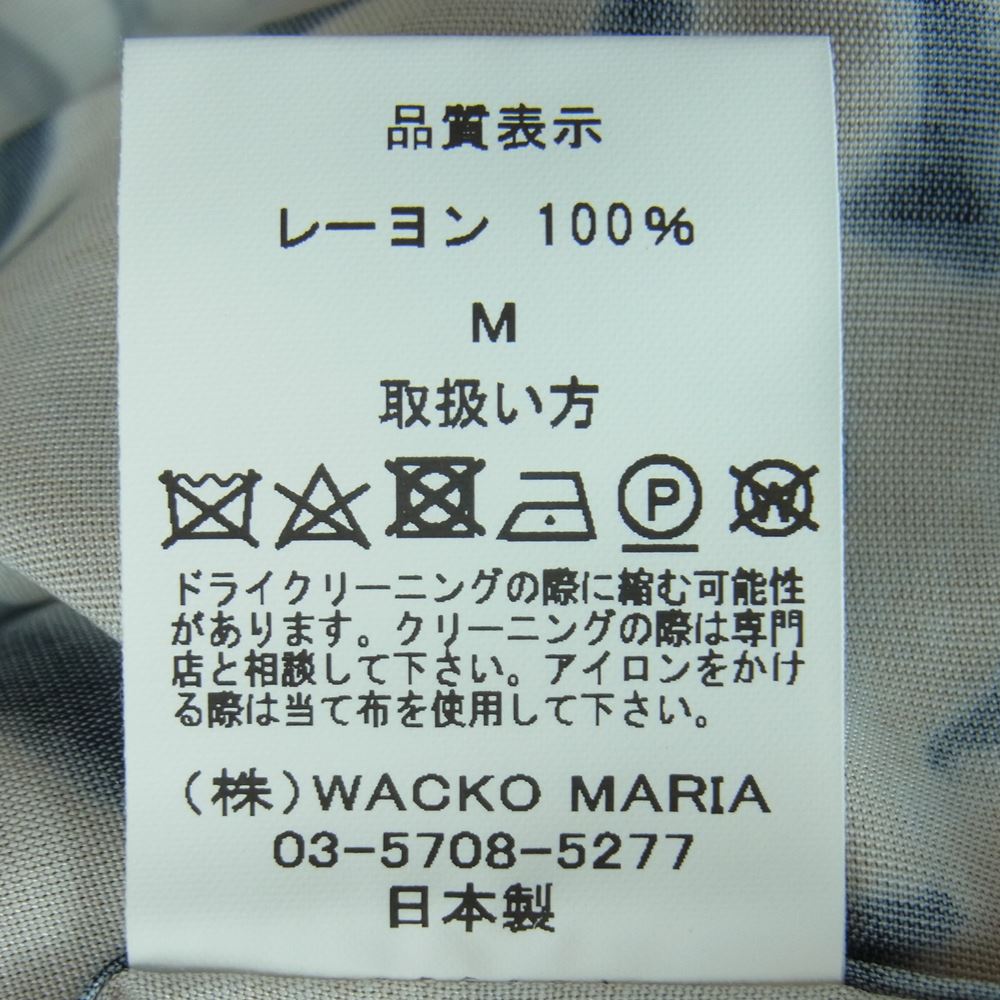 品質表示
レーヨン 100%
M
取扱い方
P W
ドライクリーニングの際に縮む可能性
があります。クリーニングの際は専門
店と相談して下さい。アイロンをかけ
る際は当て布を使用して下さい。
(株)WACKO MARIA
03-5708-5277
日本製